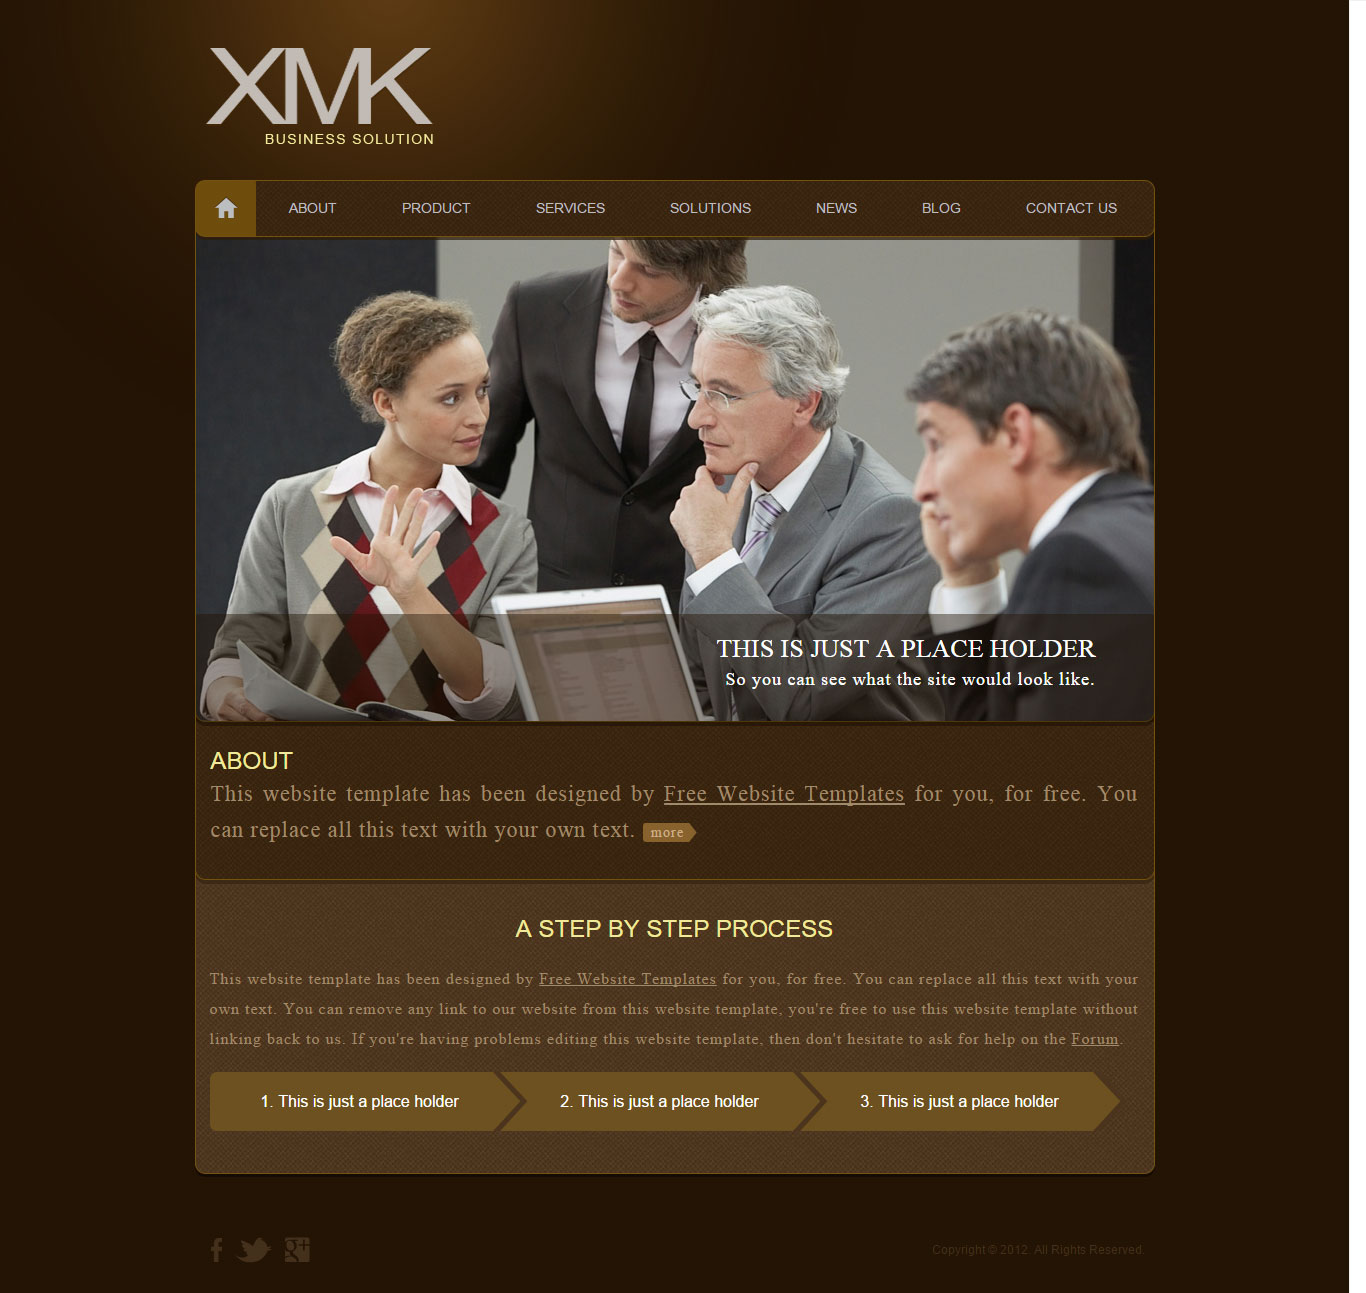 XMK
BUSINESS SOLUTION
ABOUT PRODUCT SERVICES SOLUTIONS NEWS BLOG CONTACT US
THIS IS JUST A PLACE HOLDER
So you can see what the site would look like.
ABOUT
This website template has been designed by Free Website Templates for you, for free. You
can replace all this text with your own text. more
A STEP BY STEP PROCESS
This website template has been designed by Free Website Templates for you, for free. You can replace all this text with your
own text. You can remove any link to our website from this website template, you're free to use this website template without
linking back to us. If you're having problems editing this website template, then don't hesitate to ask for help on the Forum.
1. This is just a place holder 2. This is just a place holder 3. This is just a place holder
Copyright © 2012. All Rights Reserved.